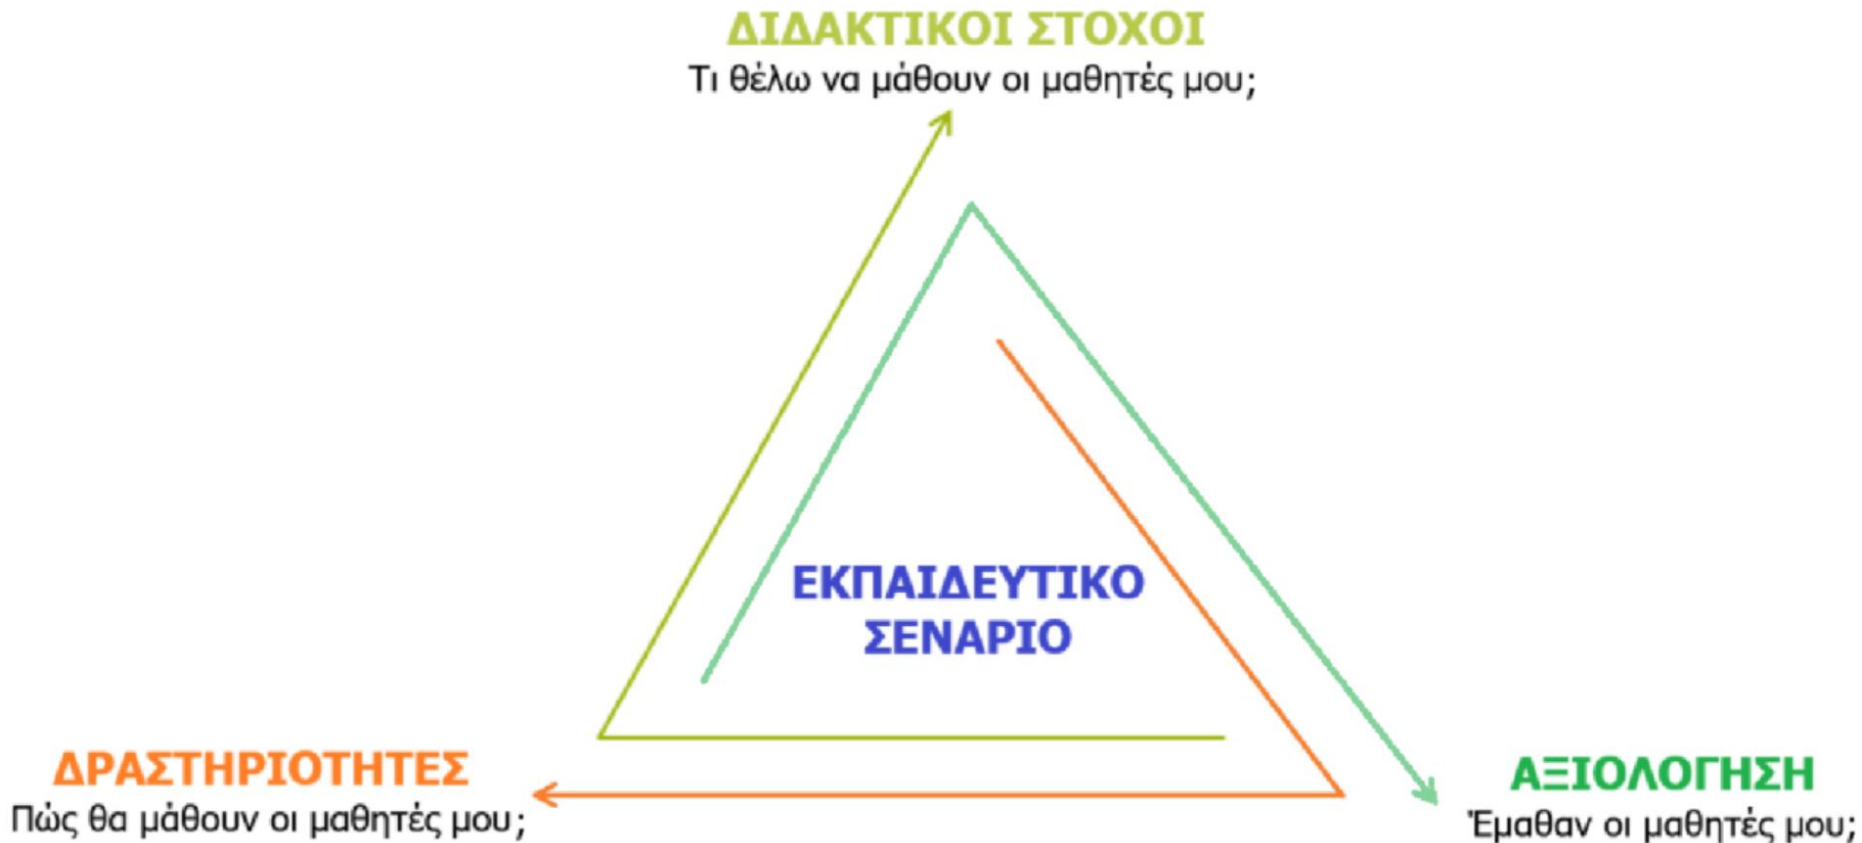 ΔΙΔΑΚΤΙΚΟΙ ΣΤΟΧΟΙ
Τι θέλω να μάθουν οι μαθητές μου;
ΕΚΠΑΙΔΕΥΤΙΚΟ
ΣΕΝΑΡΙΟ
ΔΡΑΣΤΗΡΙΟΤΗΤΕΣ
Πώς θα μάθουν οι μαθητές μου;
ΑΞΙΟΛΟΓΗΣΗ
Έμαθαν οι μαθητές μου;